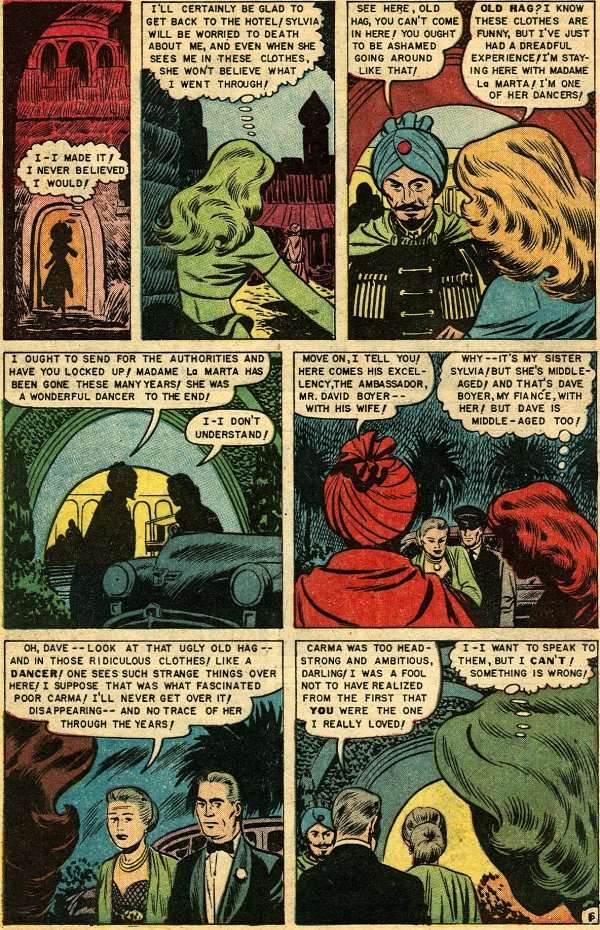 I-I MADE IT!
I NEVER BELIEVED
I WOULD!
I'LL CERTAINLY BE GLAD TO
GET BACK TO THE HOTEL! SYLVIA
WILL BE WORRIED TO DEATH
ABOUT ME, AND EVEN WHEN SHE
SEES ME IN THESE CLOTHES,
SHE WON'T BELIEVE WHAT
I WENT THROUGH!
SEE HERE, OLD
HAG, YOU CAN'T COME
IN HERE! YOU OUGHT
TO BE ASHAMED
GOING AROUND
LIKE THAT!
OLD HAG? I KNOW
THESE CLOTHES ARE
FUNNY, BUT I'VE JUST
HAD A DREADFUL
EXPERIENCE! I'M STAY-
ING HERE WITH MADAME
La MARTA! I'M ONE
OF HER DANCERS!
I OUGHT TO SEND FOR THE AUTHORITIES AND
HAVE YOU LOCKED UP! MADAME La MARTA HAS
BEEN GONE THESE MANY YEARS! SHE WAS
A WONDERFUL DANCER TO THE END!
I-I DON'T
UNDERSTAND!
MOVE ON, I TELL YOU!
HERE COMES HIS EXCEL-
LENCY, THE AMBASSADOR,
MR. DAVID BOYER--
WITH HIS WIFE!
WHY--IT'S MY SISTER
SYLVIA! BUT SHE'S MIDDLE-
AGED! AND THAT'S DAVE
BOYER, MY FIANCE, WITH
HER! BUT DAVE IS
MIDDLE-AGED TOO!
OH, DAVE--LOOK AT THAT UGLY OLD HAG--
AND IN THOSE RIDICULOUS CLOTHES! LIKE A
DANCER! ONE SEES SUCH STRANGE THINGS OVER
HERE! I SUPPOSE THAT WAS WHAT FASCINATED
POOR CARMA! I'LL NEVER GET OVER IT!
DISAPPEARING--AND NO TRACE OF HER
THROUGH THE YEARS!
CARMA WAS TOO HEAD-
STRONG AND AMBITIOUS,
DARLING! I WAS A FOOL
NOT TO HAVE REALIZED
FROM THE FIRST THAT
YOU WERE THE ONE
I REALLY LOVED!
I-I WANT TO SPEAK TO
THEM, BUT I CAN'T!
SOMETHING IS WRONG!